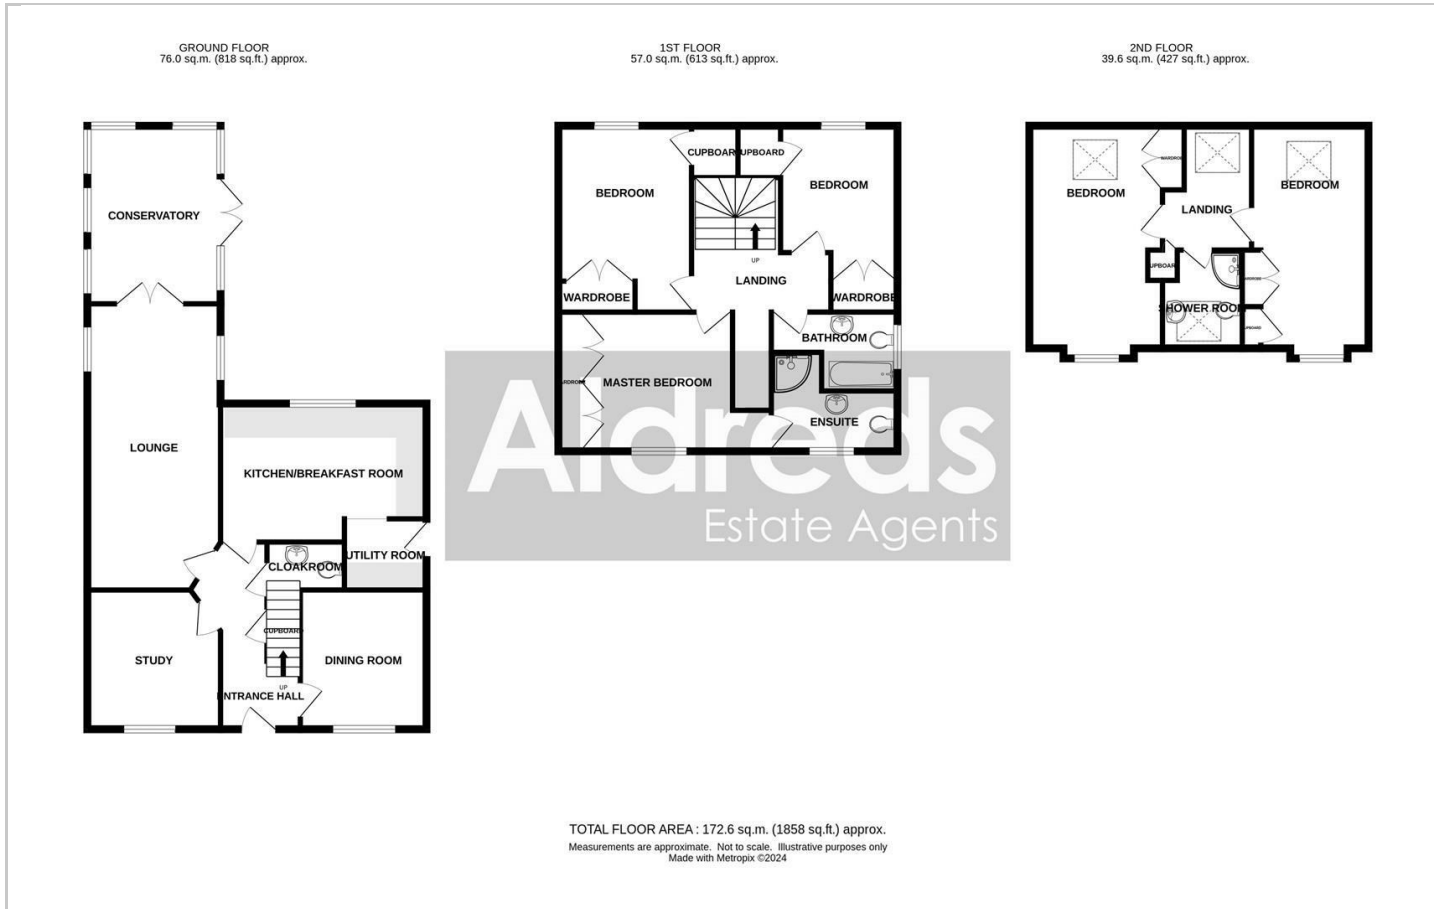 GROUND FLOOR
76.0 sq.m. (818 sq.ft.) approx.
1ST FLOOR
57.0 sq.m. (613 sq.ft.) approx.
2ND FLOOR
39.6 sq.m. (427 sq.ft.) approx.
CONSERVATORY
LOUNGE
KITCHEN/BREAKFAST ROOM
UTILITY ROOM
CLOAKROOM
CUPBOARD
STUDY
DINING ROOM
UP
ENTRANCE HALL
CUPBOARD
UPBOARD
BEDROOM
BEDROOM
UP
LANDING
WARDROBE
WARDROBE
BATHROOM
MASTER BEDROOM
ENSUITE
BEDROOM
BEDROOM
LANDING
SHOWER ROOM
Aldreds
Estate Agents
TOTAL FLOOR AREA : 172.6 sq.m. (1858 sq.ft.) approx.
Measurements are approximate. Not to scale. Illustrative purposes only
Made with Metropix ©2024